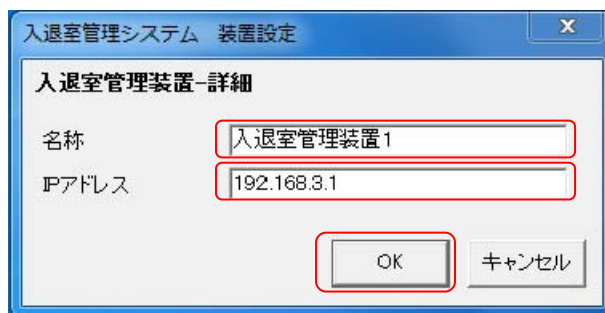 入退室管理システム 装置設定
入退室管理装置-詳細
名称 入退室管理装置1
IPアドレス 192.168.3.1
OK キャンセル